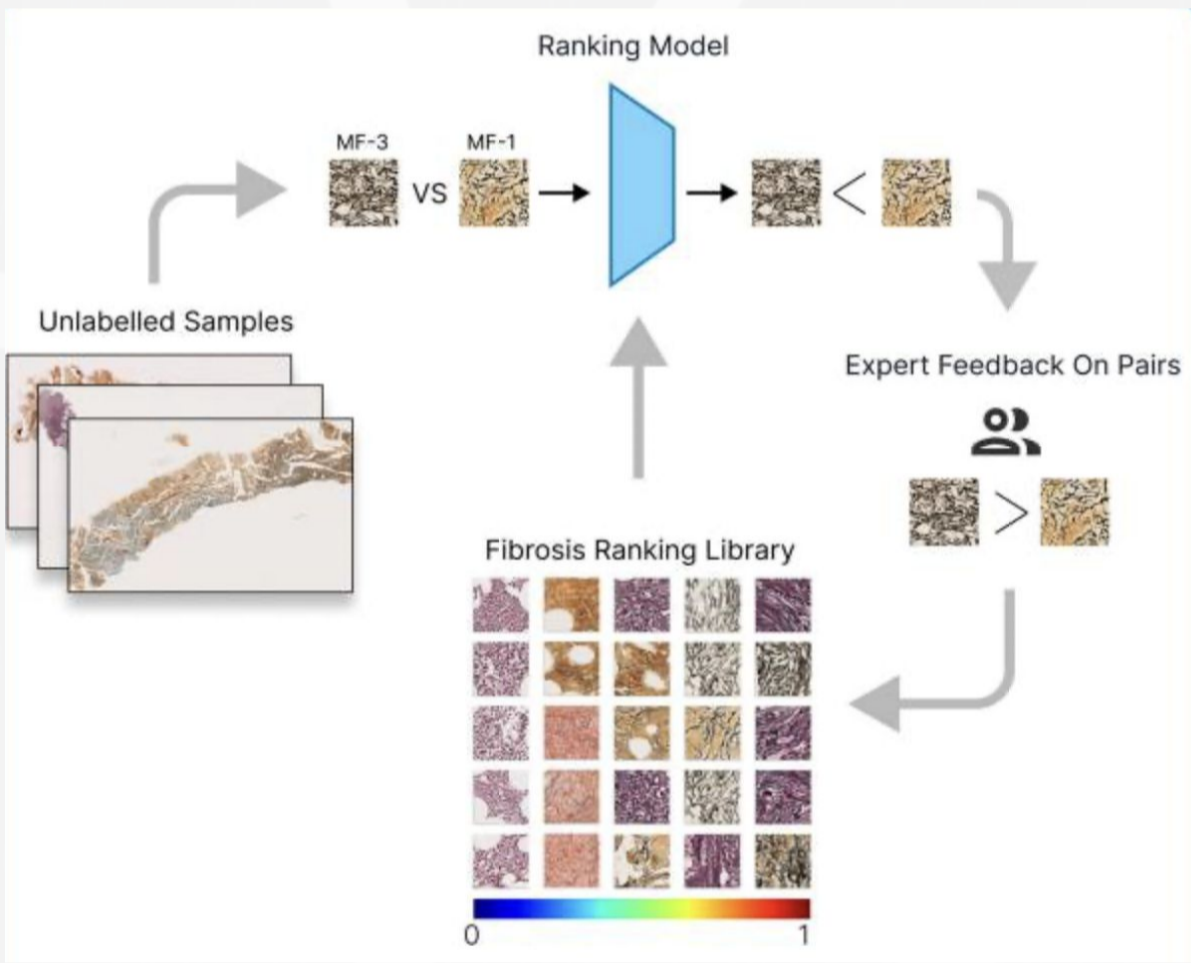 Ranking Model
MF-3
MF-1
VS
<
Unlabelled Samples
Expert Feedback On Pairs
>
Fibrosis Ranking Library
0
1